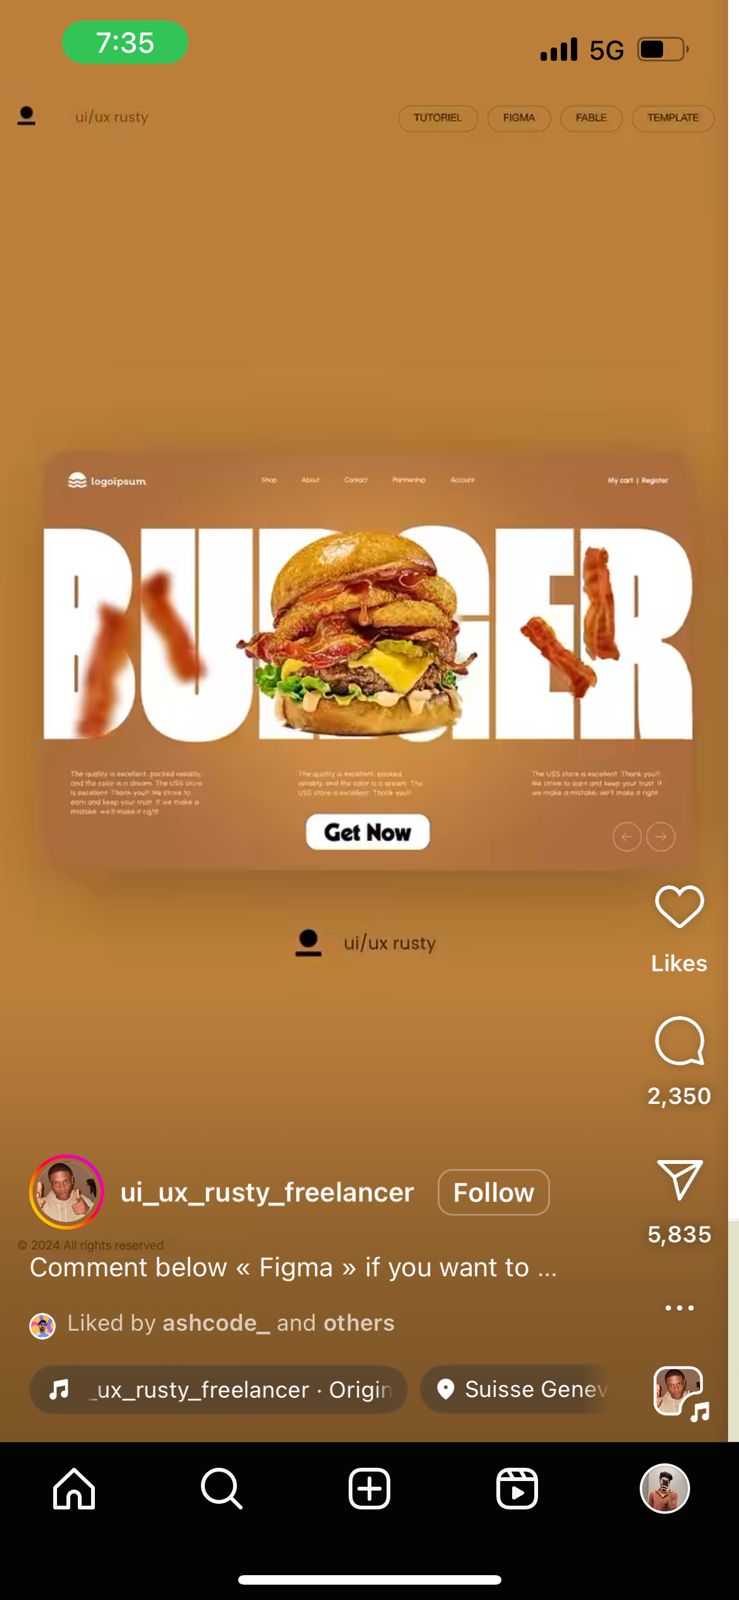 7:35
5G
ui/ux rusty
TUTORIEL
FIGMA
FABLE
TEMPLATE
logoipsum
Shop
About
Contact
Partnership
Account
My cart | Register
BURGER
The quality is excellent, packed reliably,
and the color is a dream. The USS store
is excellent. Thank you!! We strive to
earn and keep your trust. If we make a
mistake, we'll make it right
The quality is excellent, packed
reliably, and the color is a dream. The
USS store is excellent. Thank you!!
The USS store is excellent. Thank you!!
We strive to earn and keep your trust. If
we make a mistake, we'll make it right
Get Now
ui/ux rusty
Likes
2,350
5,835
ui_ux_rusty_freelancer
Follow
© 2024 All rights reserved
Comment below « Figma » if you want to ...
Liked by ashcode_ and others
_ux_rusty_freelancer · Origin
Suisse Genev